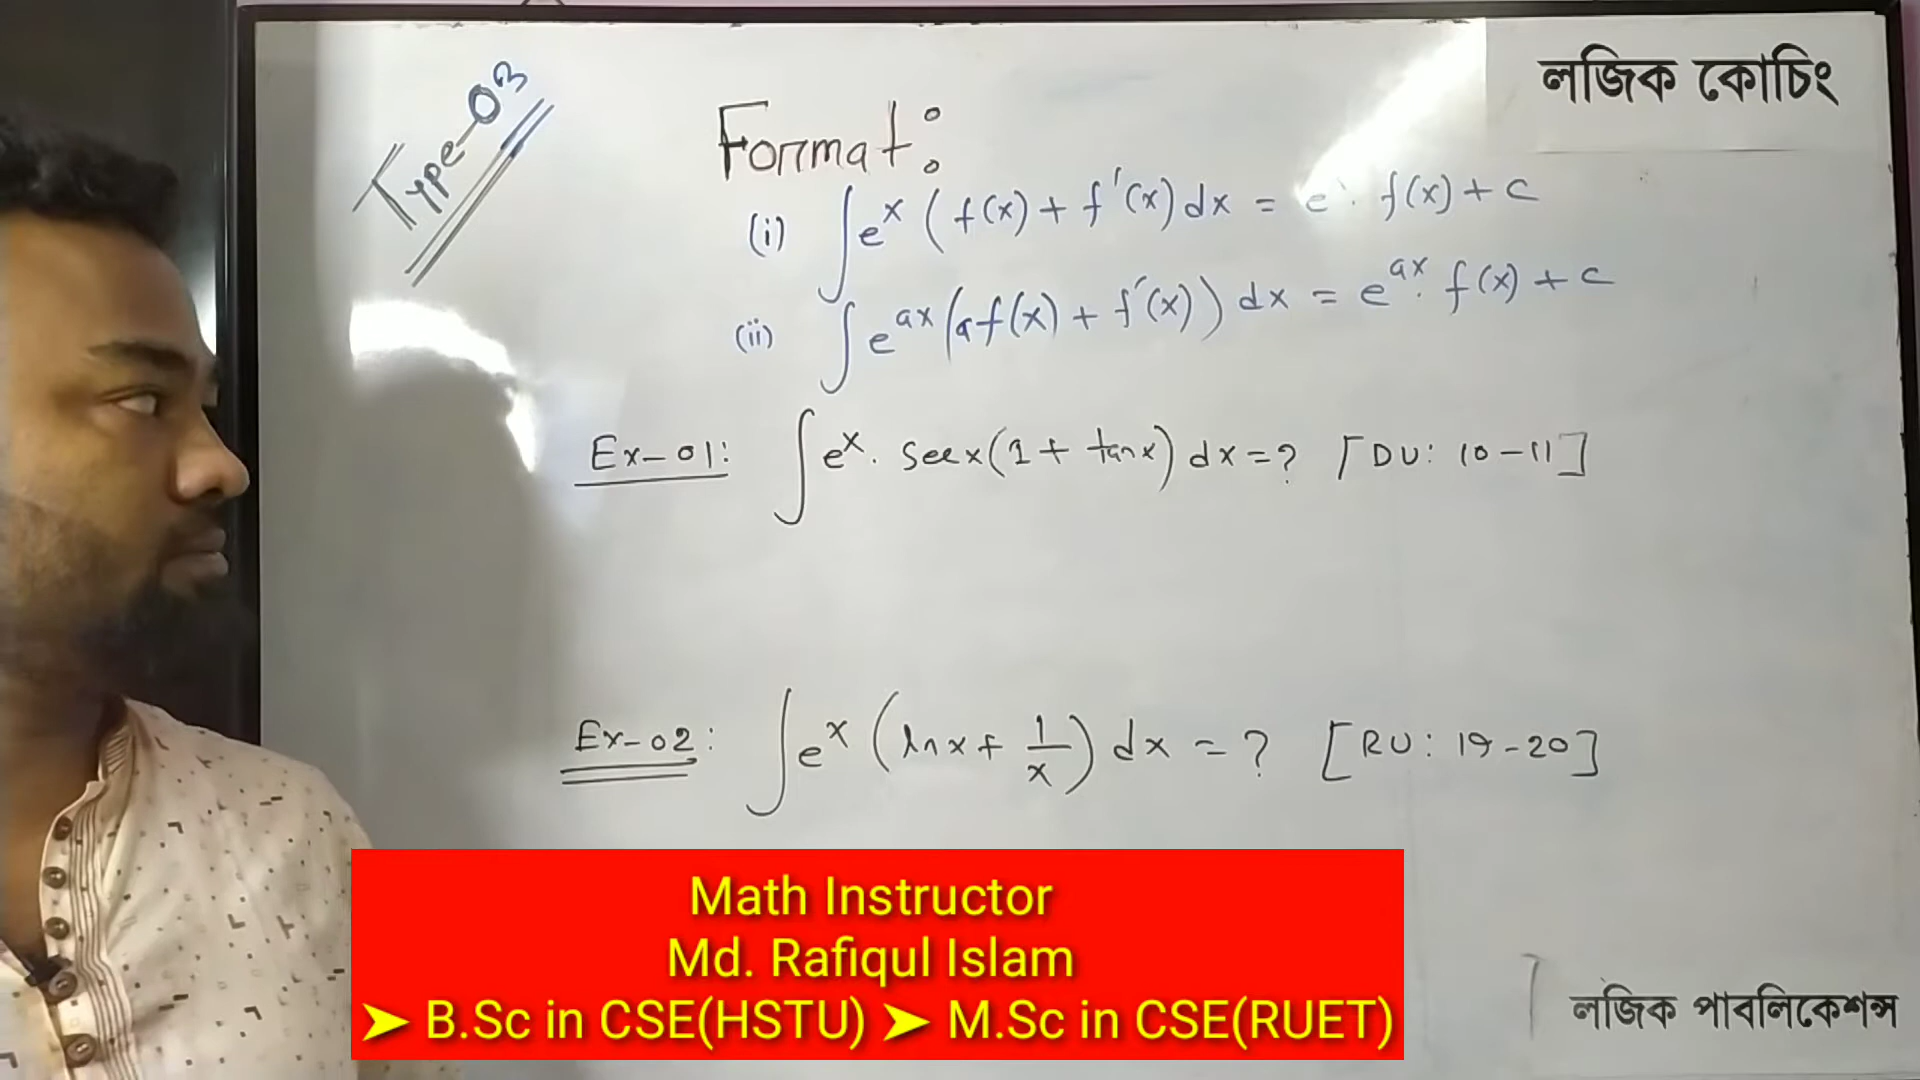 লজিক কোচিং
Type-03
Format:
(i) ∫e^x (f(x) + f'(x) dx = e^. f(x) + c
(ii) ∫e^ax (af(x) + f'(x)) dx = e^ax. f(x) + c
Ex-01: ∫e^x. Secx(1 + tanx) dx = ? [DU: 10-11]
Ex-02: ∫e^x (lnx + 1/x) dx = ? [RU: 19-20]
Math Instructor
Md. Rafiqul Islam
➤ B.Sc in CSE(HSTU) ➤ M.Sc in CSE(RUET)
লজিক পাবলিকেশন্স